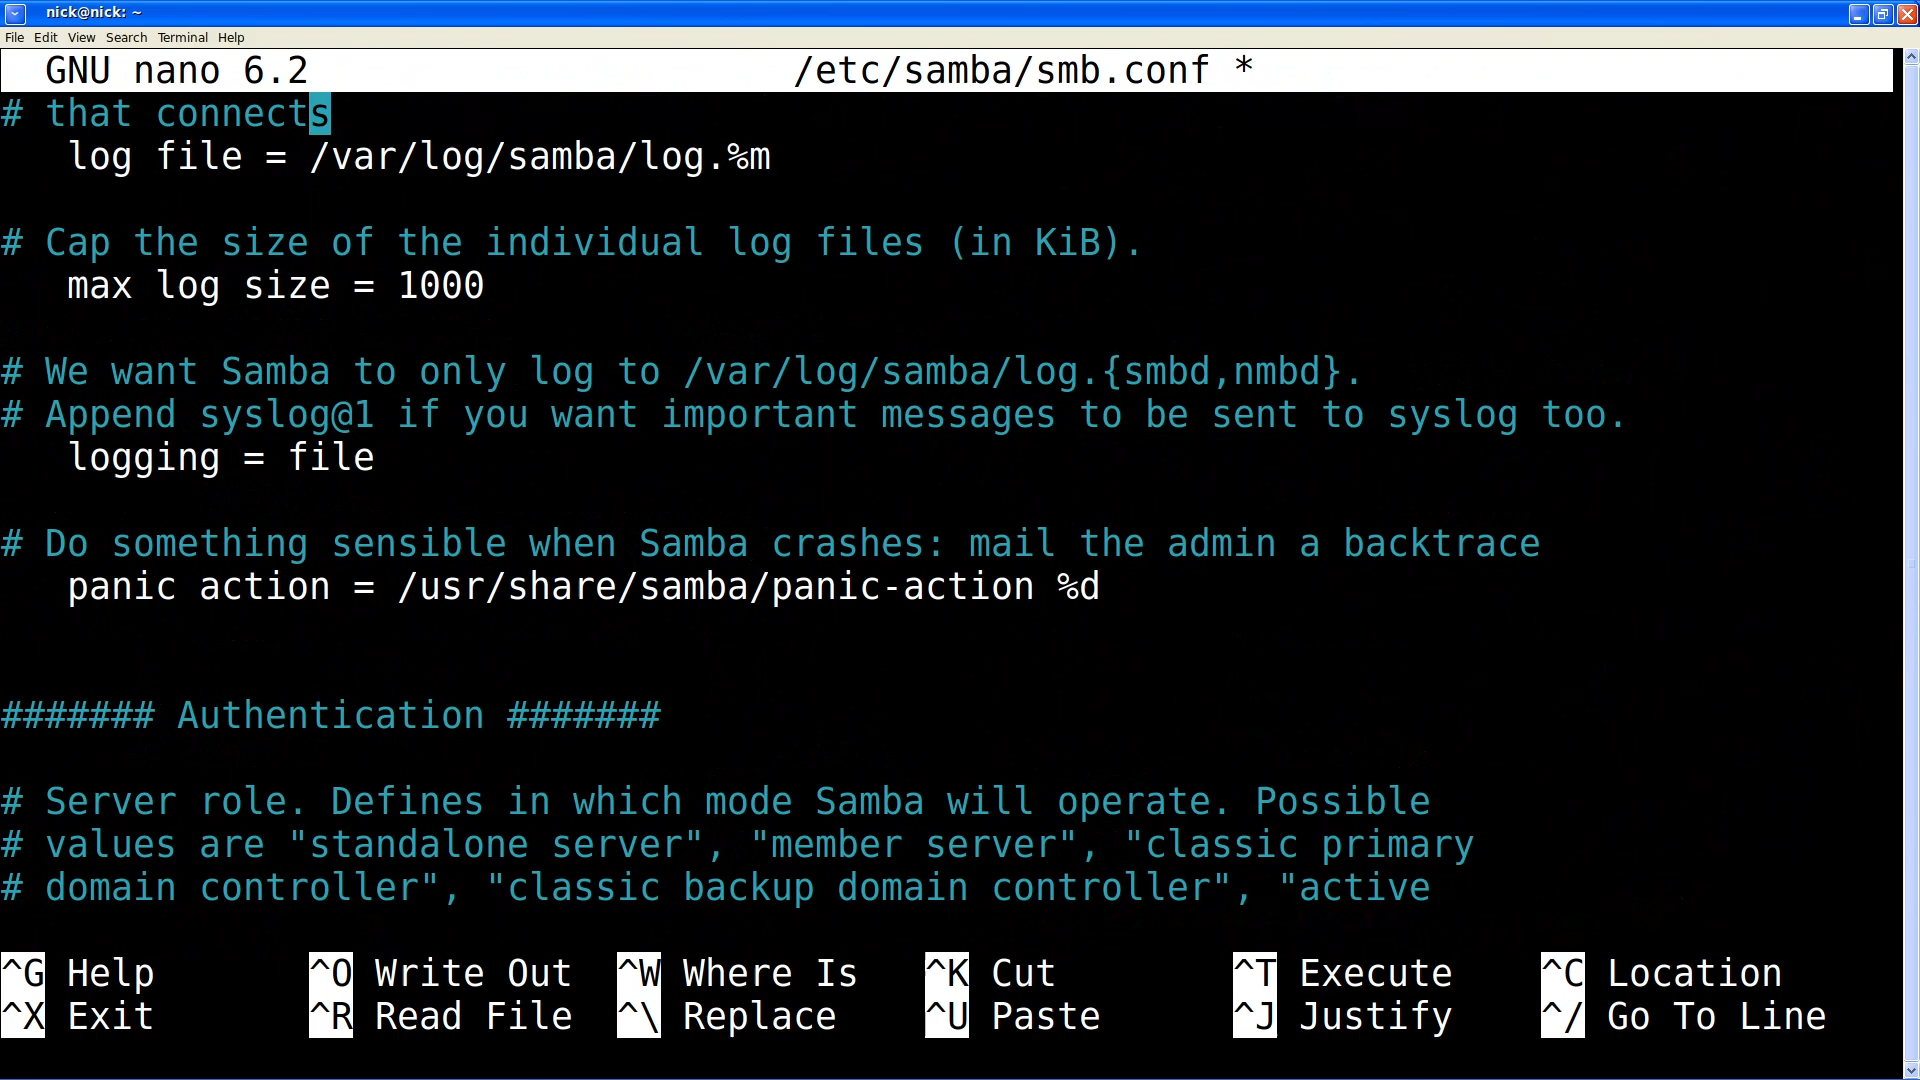 nick@nick: ~
File Edit View Search Terminal Help
GNU nano 6.2 /etc/samba/smb.conf *
# that connects
log file = /var/log/samba/log.%m
# Cap the size of the individual log files (in KiB).
max log size = 1000
# We want Samba to only log to /var/log/samba/log.{smbd,nmbd}.
# Append syslog@1 if you want important messages to be sent to syslog too.
logging = file
# Do something sensible when Samba crashes: mail the admin a backtrace
panic action = /usr/share/samba/panic-action %d
####### Authentication #######
# Server role. Defines in which mode Samba will operate. Possible
# values are "standalone server", "member server", "classic primary
# domain controller", "classic backup domain controller", "active
^G Help ^O Write Out ^W Where Is ^K Cut ^T Execute ^C Location
^X Exit ^R Read File ^\ Replace ^U Paste ^J Justify ^/ Go To Line